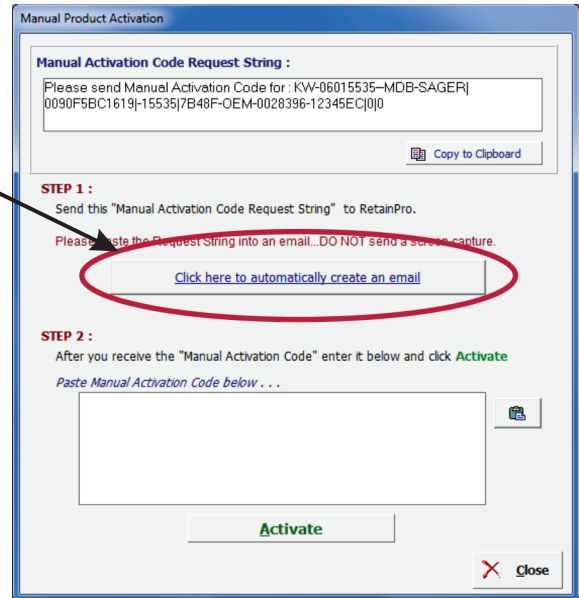 Manual Product Activation
Manual Activation Code Request String :
Please send Manual Activation Code for : KW-06015535--MDB-SAGER|
0090F5BC1619|-15535|7B48F-OEM-0028396-12345EC|0|0
Copy to Clipboard
STEP 1 :
Send this "Manual Activation Code Request String" to RetainPro.
Please paste the Request String into an email...DO NOT send a screen capture.
Click here to automatically create an email
STEP 2 :
After you receive the "Manual Activation Code" enter it below and click Activate
Paste Manual Activation Code below . . .
Activate
Close